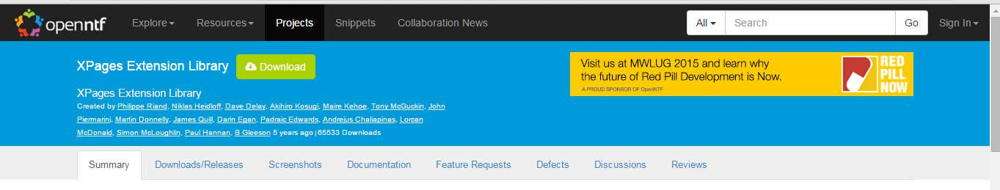 openntf Explore Resources Projects Snippets Collaboration News All Search Go Sign In
XPages Extension Library Download
Visit us at MWLUG 2015 and learn why
the future of Red Pill Development is Now.
A PROUD SPONSOR OF OpenNTF
RED
PILL
NOW
XPages Extension Library
Created by Philippe Riand, Niklas Heidloff, Dave Delay, Akihiro Kosugi, Maire Kehoe, Tony McGuckin, John
Piermarini, Martin Donnelly, James Quill, Darin Egan, Padraic Edwards, Andrejus Chaliapinas, Lorcan
McDonald, Simon McLoughlin, Paul Hannan, B Gleeson 5 years ago | 65533 Downloads
Summary Downloads/Releases Screenshots Documentation Feature Requests Defects Discussions Reviews